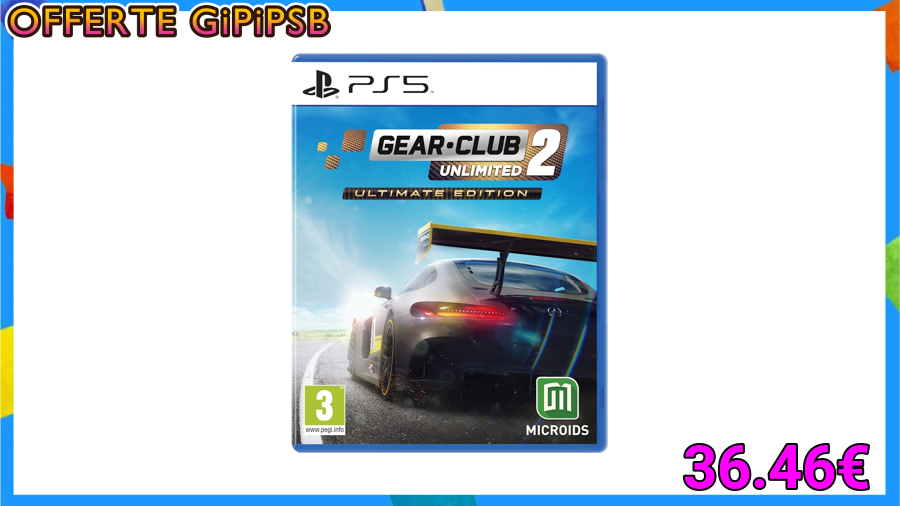 OFFERTE GiPiPSB
PS5
GEAR•CLUB
UNLIMITED 2
ULTIMATE EDITION
3
www.pegi.info
MICROIDS
36.46€